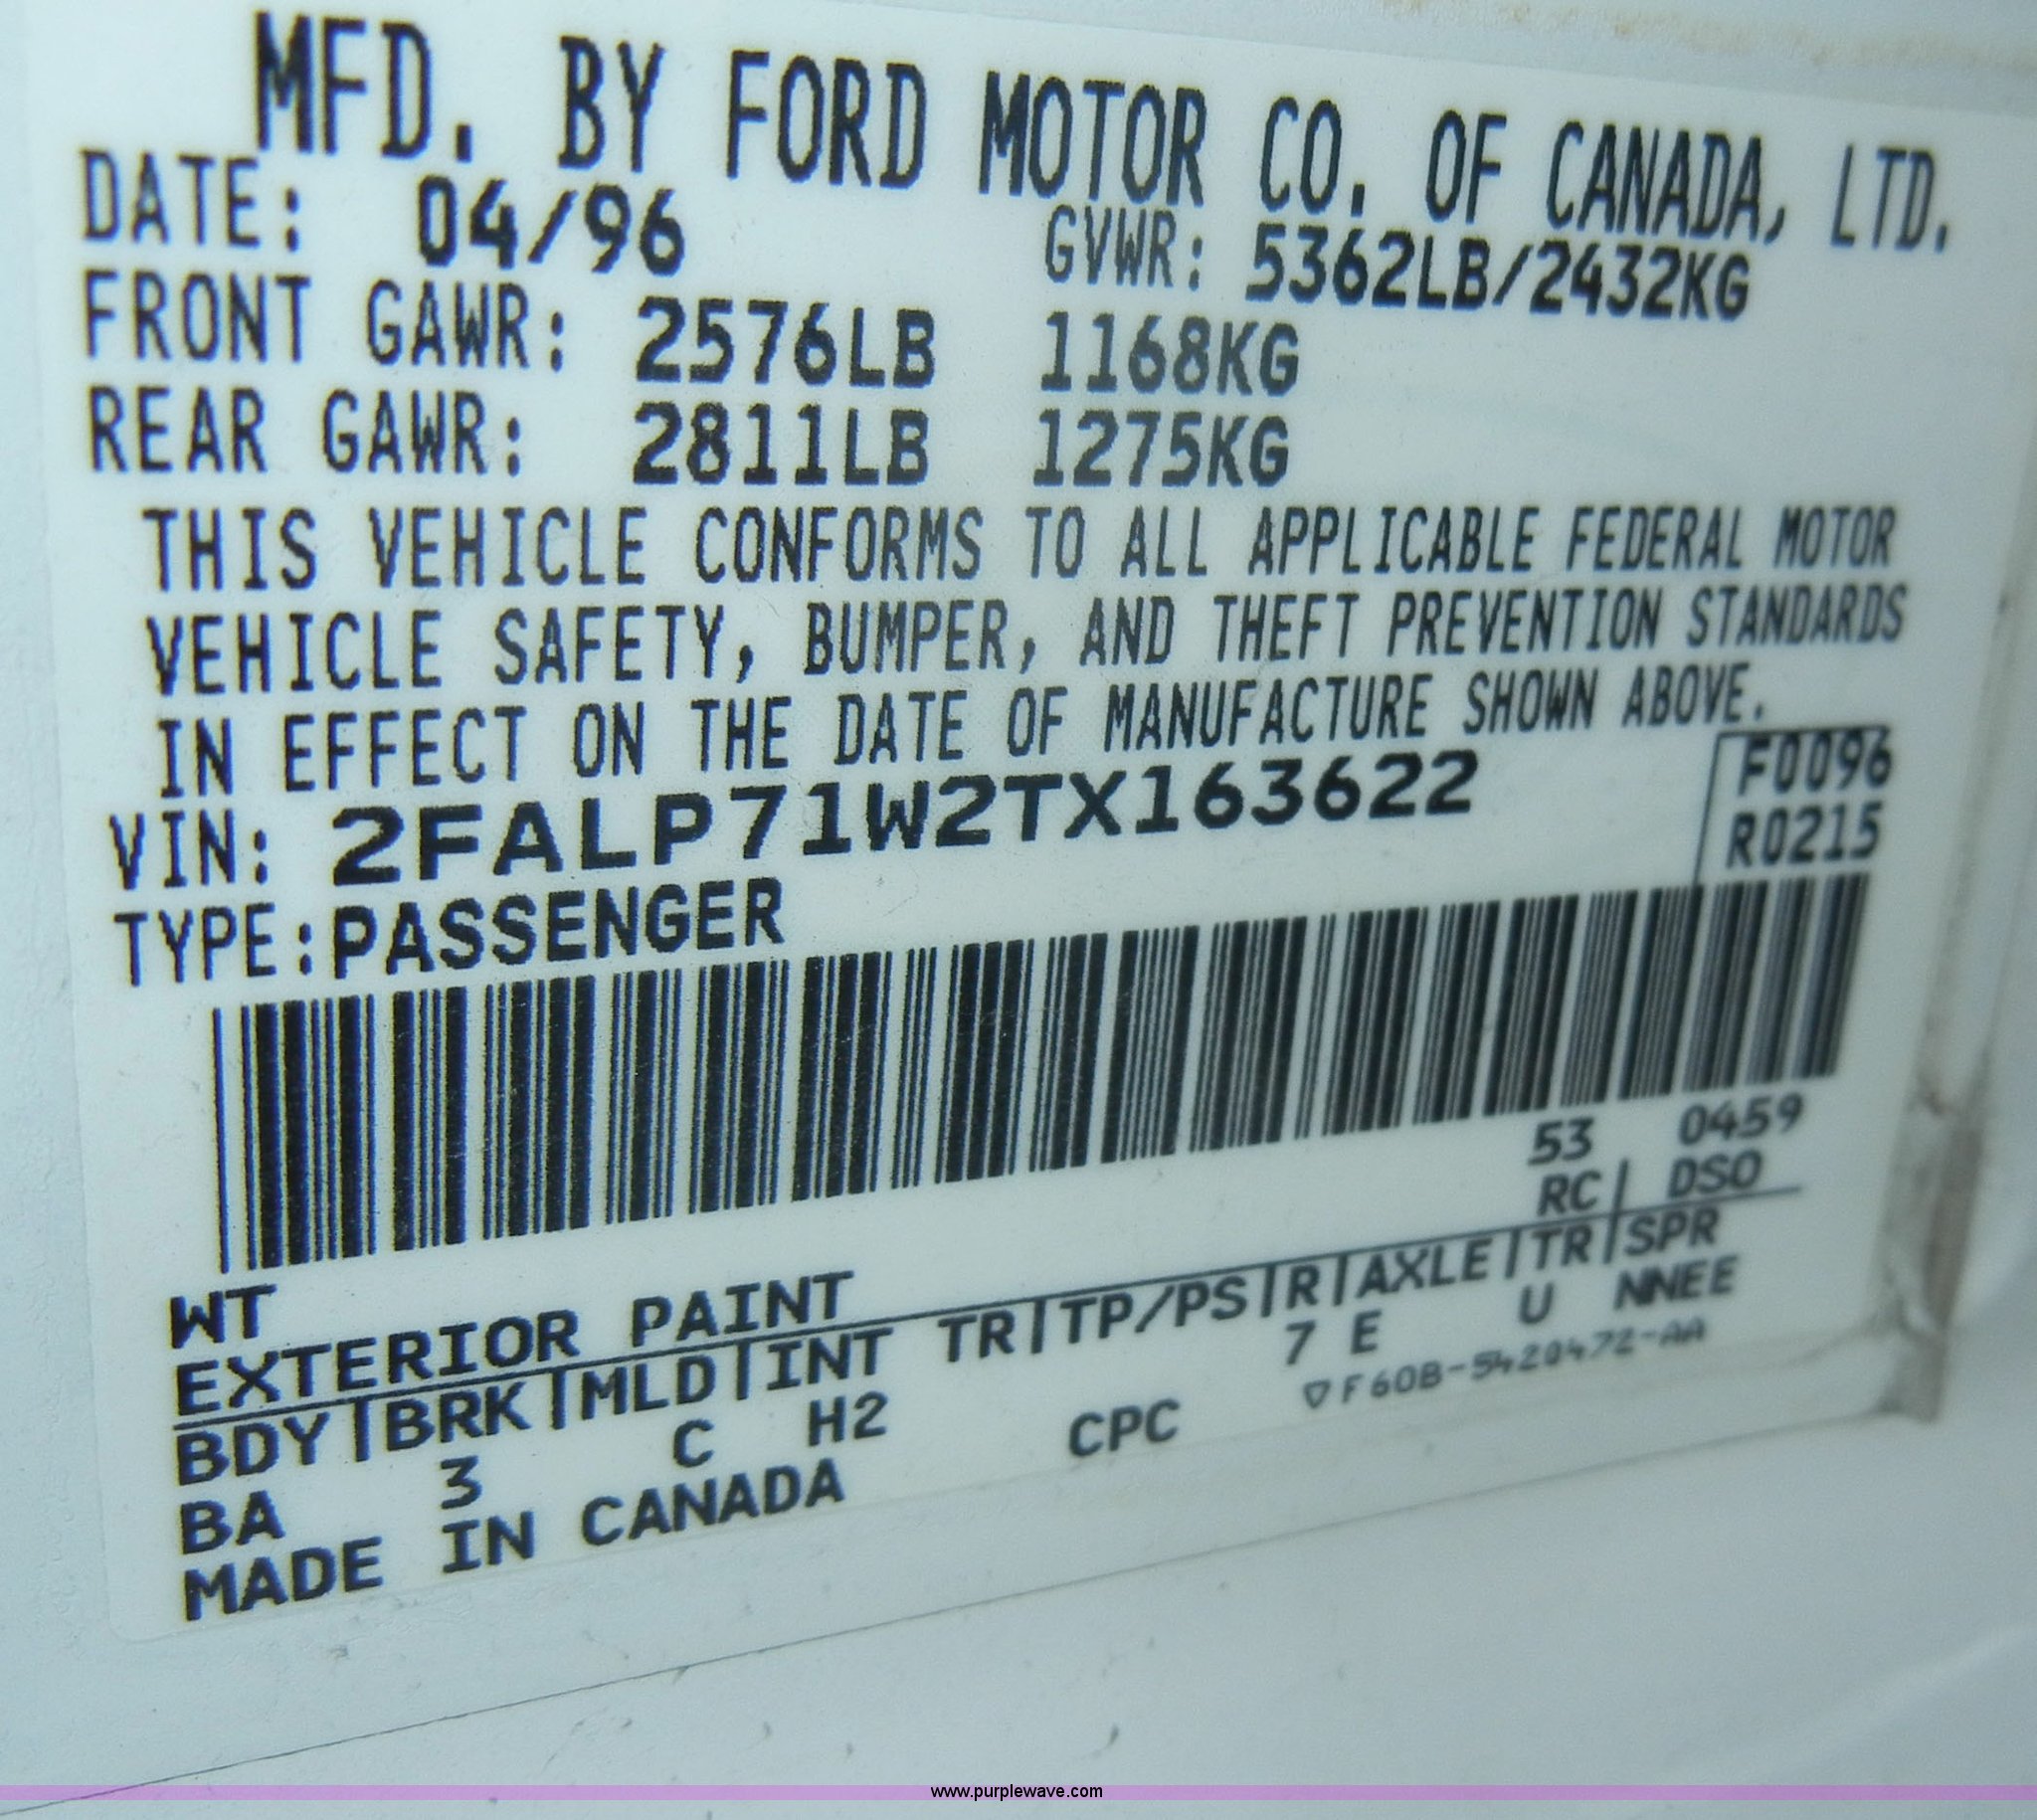 MFD. BY FORD MOTOR CO. OF CANADA, LTD.
DATE: 04/96 GVWR: 5362LB/2432KG
FRONT GAWR: 2576LB 1168KG
REAR GAWR: 2811LB 1275KG
THIS VEHICLE CONFORMS TO ALL APPLICABLE FEDERAL MOTOR
VEHICLE SAFETY, BUMPER, AND THEFT PREVENTION STANDARDS
IN EFFECT ON THE DATE OF MANUFACTURE SHOWN ABOVE.
VIN: 2FALP71W2TX163622
F0096
R0215
TYPE: PASSENGER
53 0459
WT RC| DSO
EXTERIOR PAINT
BDY|BRK|MLD|INT TR|TP/PS|R|AXLE|TR|SPR
BA 3 C H2 7 E U NNEE
MADE IN CANADA CPC ▽F60B-5420472-AA
www.purplewave.com